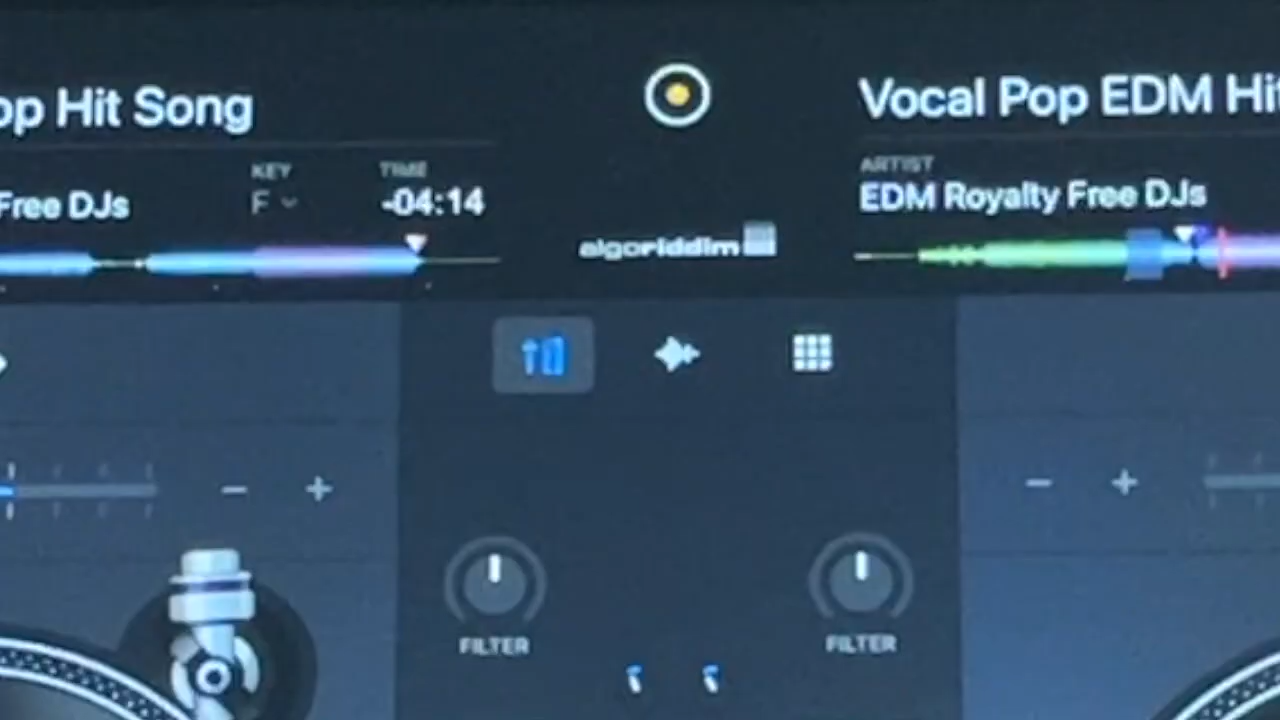 op Hit Song
KEY
TIME
Free DJs
F
-04:14
algoriddim
Vocal Pop EDM Hit
ARTIST
EDM Royalty Free DJs
FILTER
FILTER